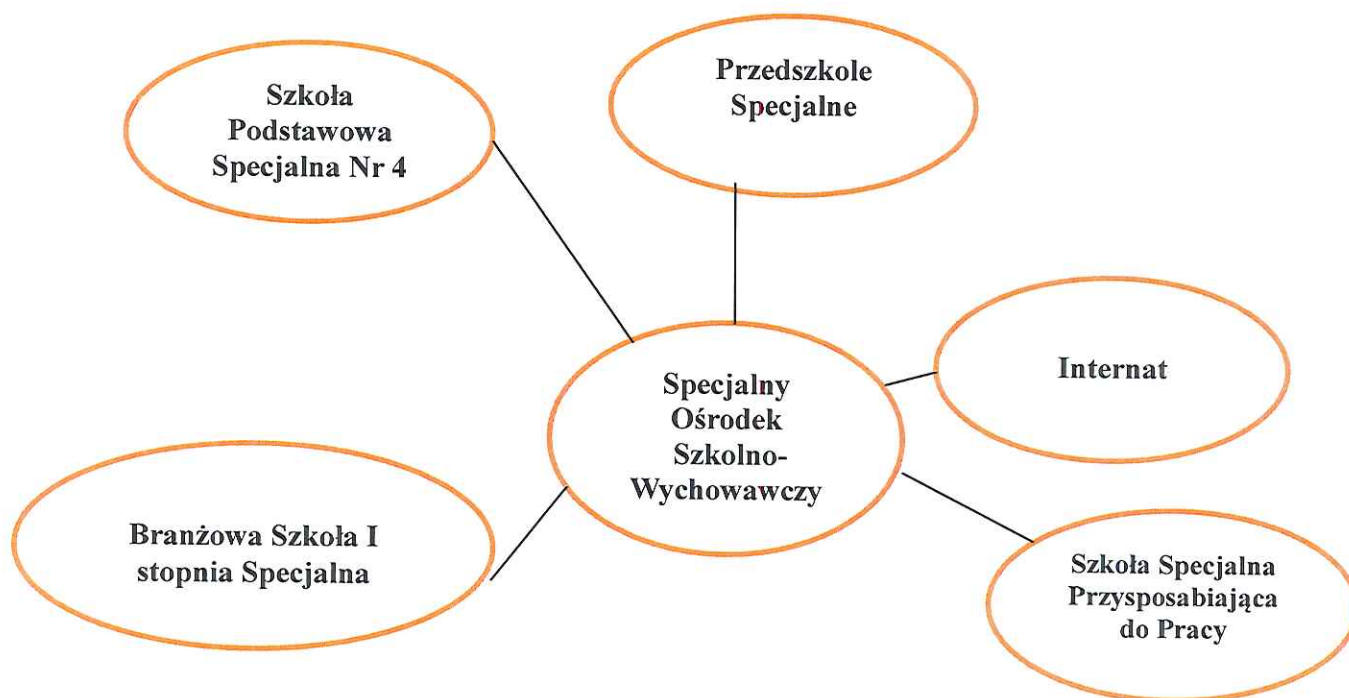 Szkoła
Podstawowa
Specjalna Nr 4
Przedszkole
Specjalne
Specjalny
Ośrodek
Szkolno-
Wychowawczy
Internat
Branżowa Szkoła I
stopnia Specjalna
Szkoła Specjalna
Przysposabiająca
do Pracy